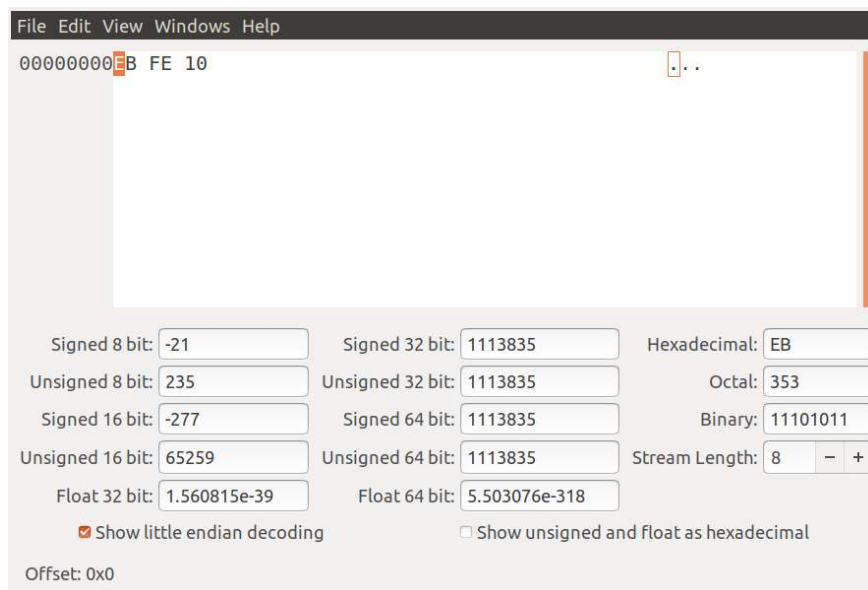 File Edit View Windows Help
00000000EB FE 10 ...
Signed 8 bit: -21 Signed 32 bit: 1113835 Hexadecimal: EB
Unsigned 8 bit: 235 Unsigned 32 bit: 1113835 Octal: 353
Signed 16 bit: -277 Signed 64 bit: 1113835 Binary: 11101011
Unsigned 16 bit: 65259 Unsigned 64 bit: 1113835 Stream Length: 8 − +
Float 32 bit: 1.560815e-39 Float 64 bit: 5.503076e-318
Show little endian decoding Show unsigned and float as hexadecimal
Offset: 0x0